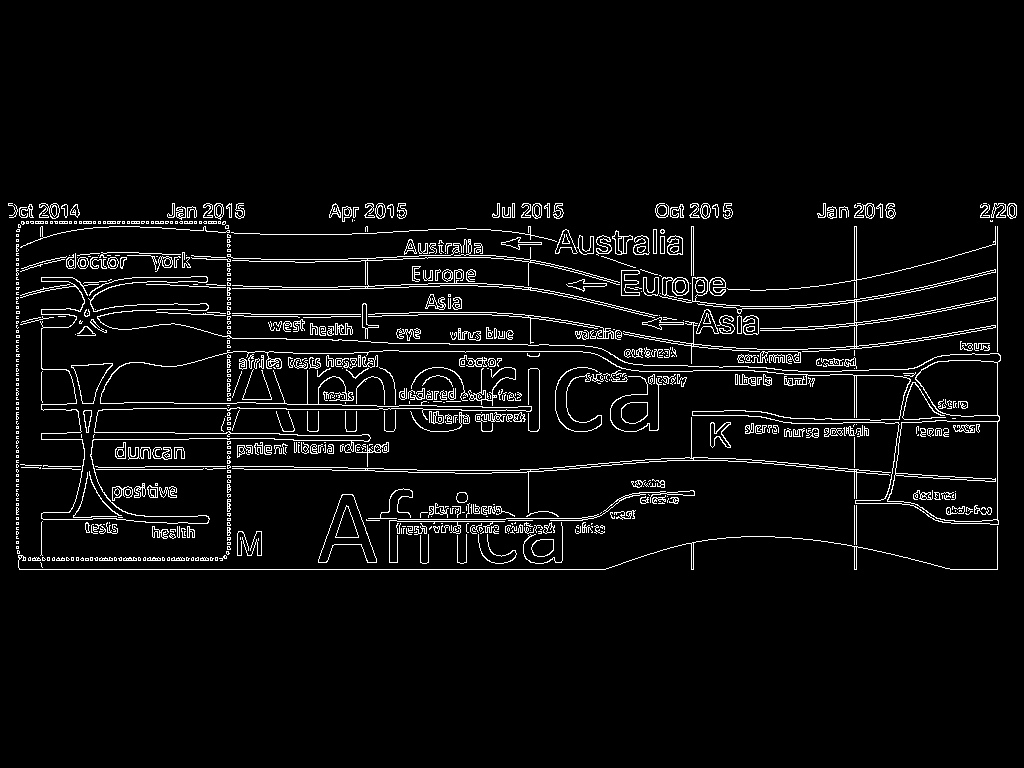 Oct 2014 Jan 2015 Apr 2015 Jul 2015 Oct 2015 Jan 2016 2/20
Australia Australia
doctor york
Europe Europe
Asia Asia
L
west health eye virus blue vaccine
hours
outbreak confirmed declared
africa tests hospital doctor
success deadly liberia family
America
tests declared ebola-free
sierra
liberia outbreak
K sierra nurse scottish leone west
duncan patient liberia released
positive
vaccine
declared
sierra liberia
west
ebola-free
tests health
fresh virus leone outbreak africa
Africa
M